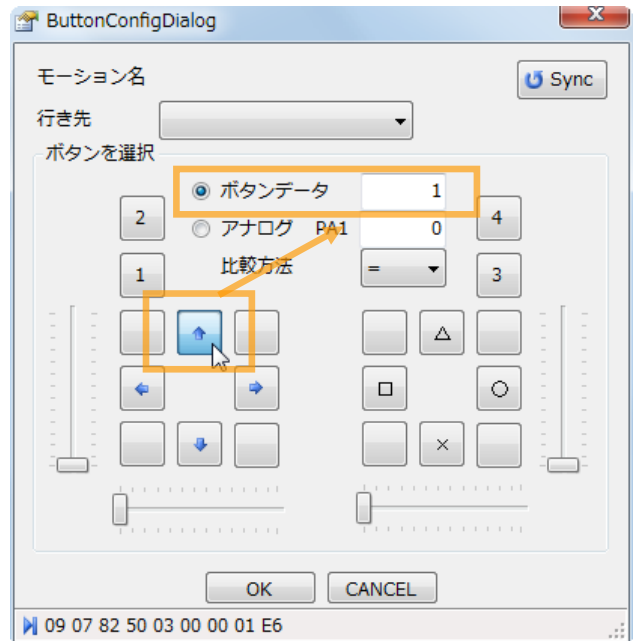 ButtonConfigDialog
モーション名
Sync
行き先
ボタンを選択
ボタンデータ 1
2
アナログ PA1 0
4
1
比較方法 =
3
△
□
○
×
OK
CANCEL
09 07 82 50 03 00 00 01 E6